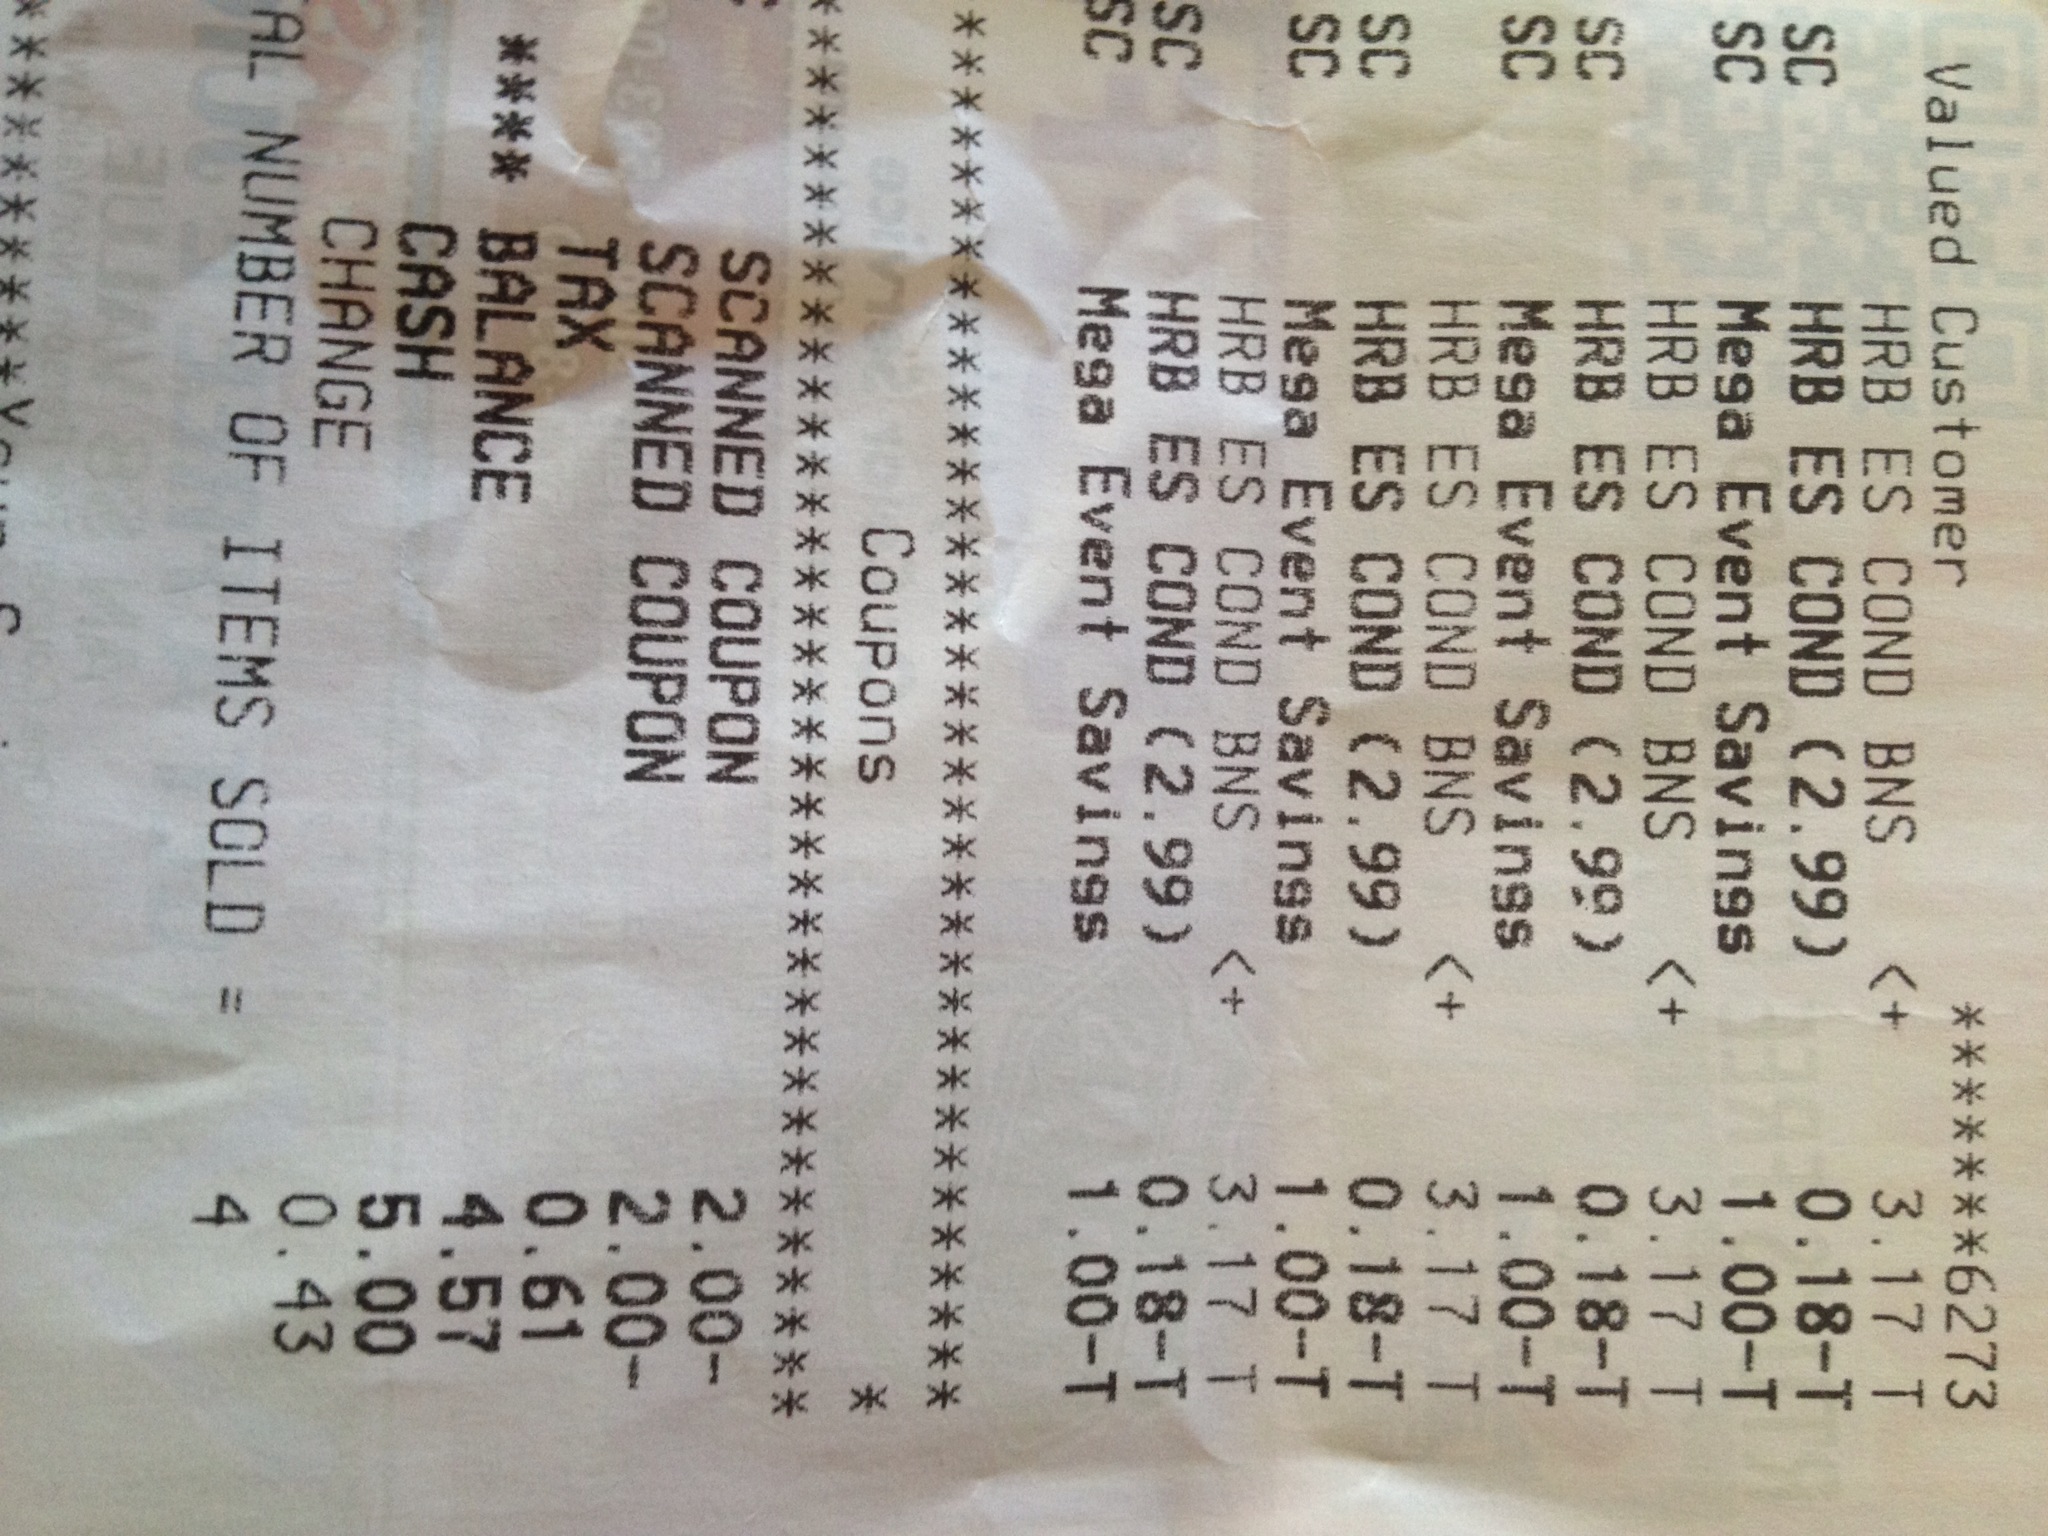 Valued Customer *******6273
HRB ES COND BNS <+ 3.17 T
SC HRB ES COND (2.99) 0.18-T
SC Mega Event Savings 1.00-T
HRB ES COND BNS <+ 3.17 T
SC HRB ES COND (2.99) 0.18-T
SC Mega Event Savings 1.00-T
HRB ES COND BNS <+ 3.17 T
SC HRB ES COND (2.99) 0.18-T
SC Mega Event Savings 1.00-T
HRB ES COND BNS <+ 3.17 T
SC HRB ES COND (2.99) 0.18-T
SC Mega Event Savings 1.00-T
************************************
Coupons *
*************************************
SCANNED COUPON 2.00-
SCANNED COUPON 2.00-
TAX 0.61
**** BALANCE 4.57
CASH 5.00
CHANGE 0.43
TAL NUMBER OF ITEMS SOLD = 4